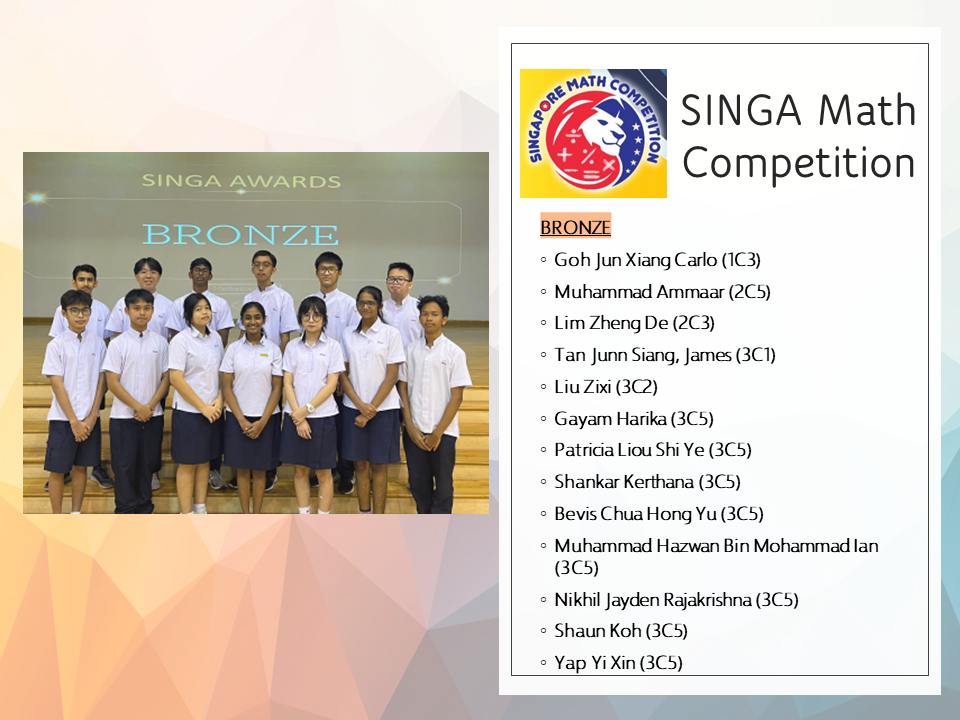 SINGAPORE MATH COMPETITION
SINGA Math
Competition
SINGA AWARDS
BRONZE
BRONZE
◦ Goh Jun Xiang Carlo (1C3)
◦ Muhammad Ammaar (2C5)
◦ Lim Zheng De (2C3)
◦ Tan Junn Siang, James (3C1)
◦ Liu Zixi (3C2)
◦ Gayam Harika (3C5)
◦ Patricia Liou Shi Ye (3C5)
◦ Shankar Kerthana (3C5)
◦ Bevis Chua Hong Yu (3C5)
◦ Muhammad Hazwan Bin Mohammad Ian
(3C5)
◦ Nikhil Jayden Rajakrishna (3C5)
◦ Shaun Koh (3C5)
◦ Yap Yi Xin (3C5)